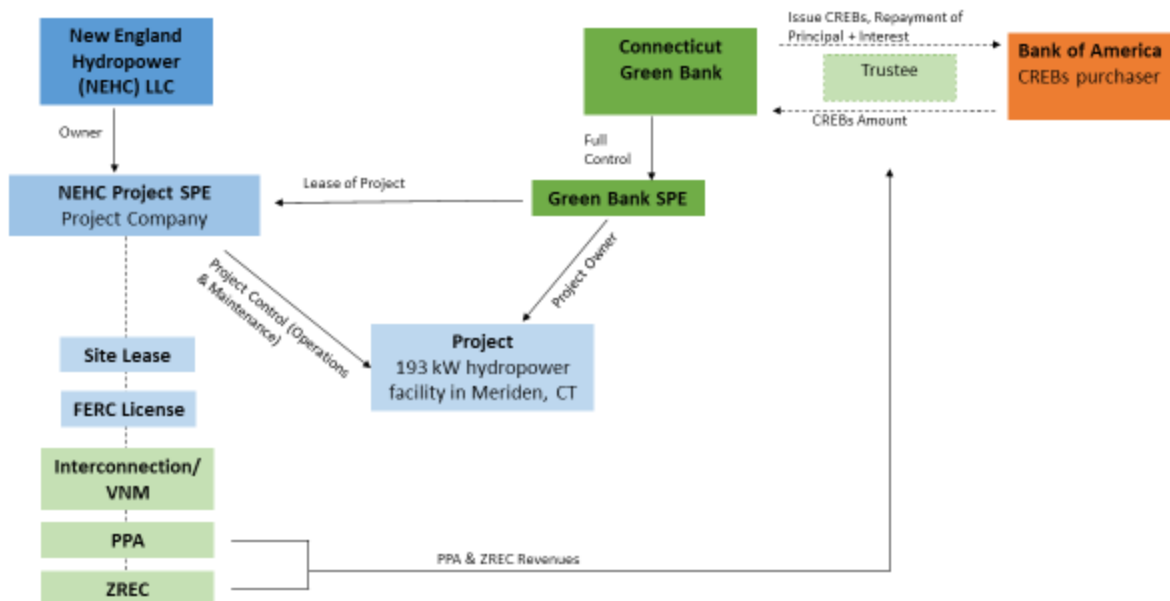 New England
Hydropower
(NEHC) LLC
Connecticut
Green Bank
Issue CREBs, Repayment of
Principal + Interest
Trustee
CREBs Amount
Bank of America
CREBs purchaser
Owner
Full
Control
NEHC Project SPE
Project Company
Lease of Project
Green Bank SPE
Project Control (Operations
& Maintenance)
Project Owner
Project
193 kW hydropower
facility in Meriden, CT
Site Lease
FERC License
Interconnection/
VNM
PPA
ZREC
PPA & ZREC Revenues